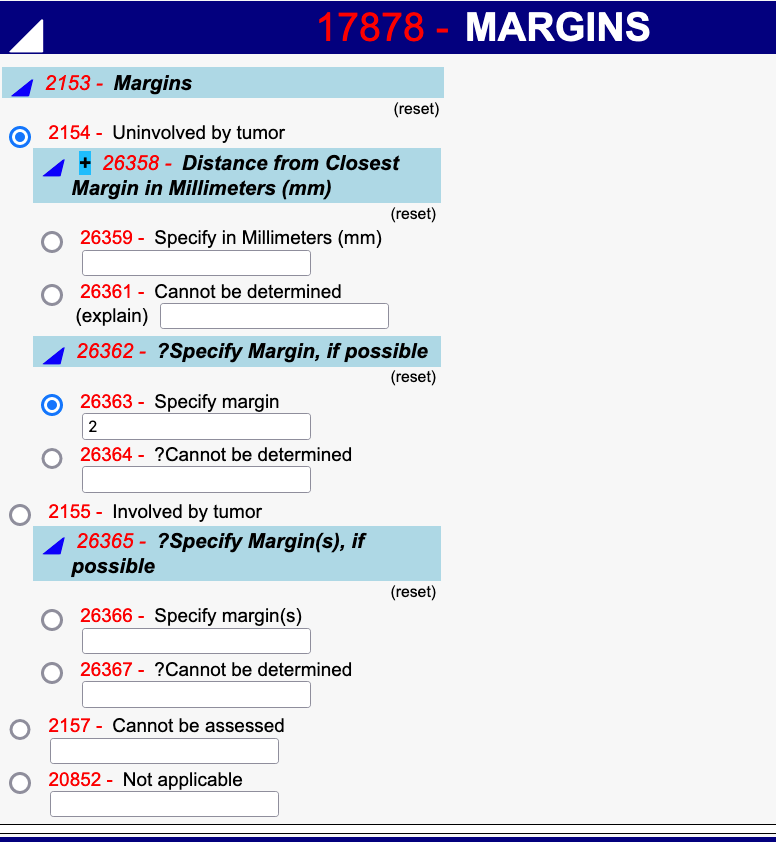 17878 - MARGINS
2153 - Margins
(reset)
2154 - Uninvolved by tumor
+ 26358 - Distance from Closest
Margin in Millimeters (mm)
(reset)
26359 - Specify in Millimeters (mm)
26361 - Cannot be determined
(explain)
26362 - ?Specify Margin, if possible
(reset)
26363 - Specify margin
2
26364 - ?Cannot be determined
2155 - Involved by tumor
26365 - ?Specify Margin(s), if
possible
(reset)
26366 - Specify margin(s)
26367 - ?Cannot be determined
2157 - Cannot be assessed
20852 - Not applicable